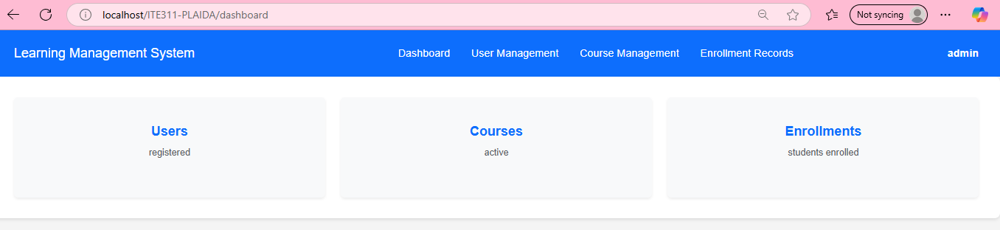 localhost/ITE311-PLAIDA/dashboard
Not syncing
Learning Management System
Dashboard User Management Course Management Enrollment Records
admin
Users
registered
Courses
active
Enrollments
students enrolled